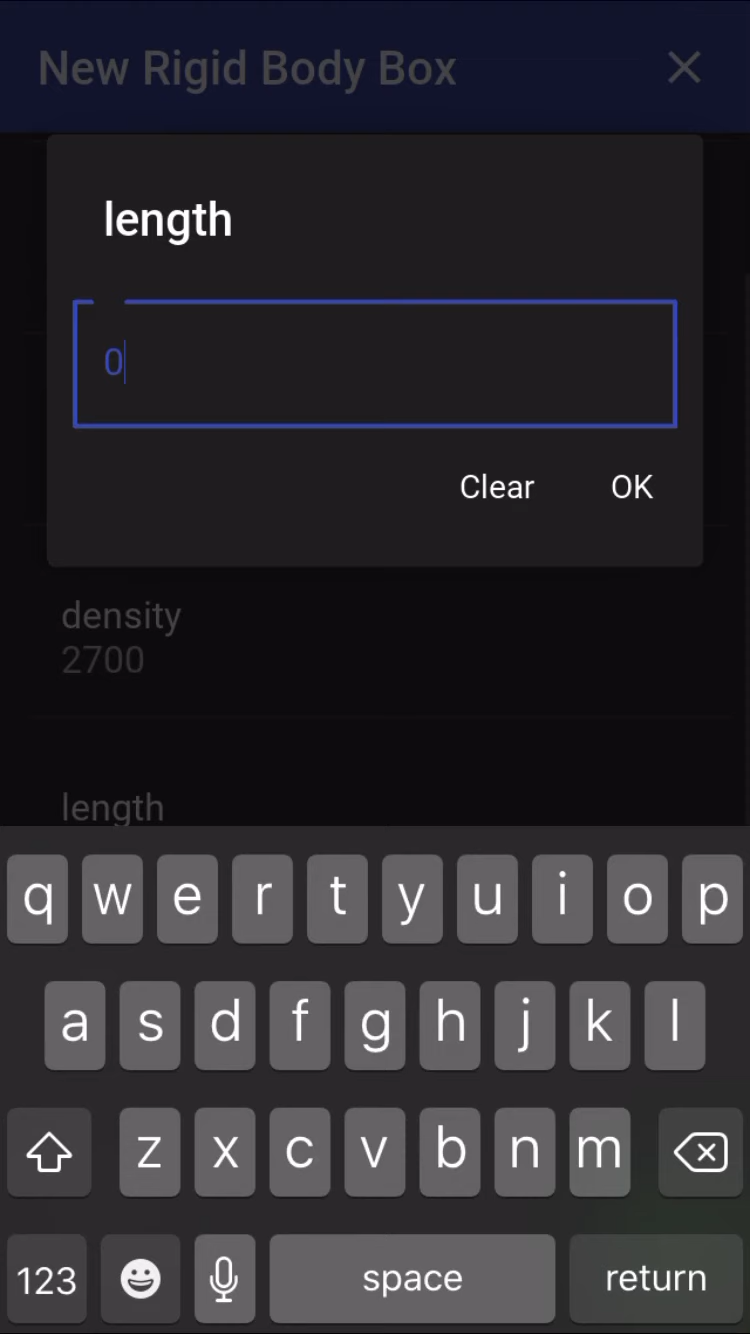 New Rigid Body Box
length
0
Clear OK
density
2700
length
q w e r t y u i o p
a s d f g h j k l
z x c v b n m
123 space return